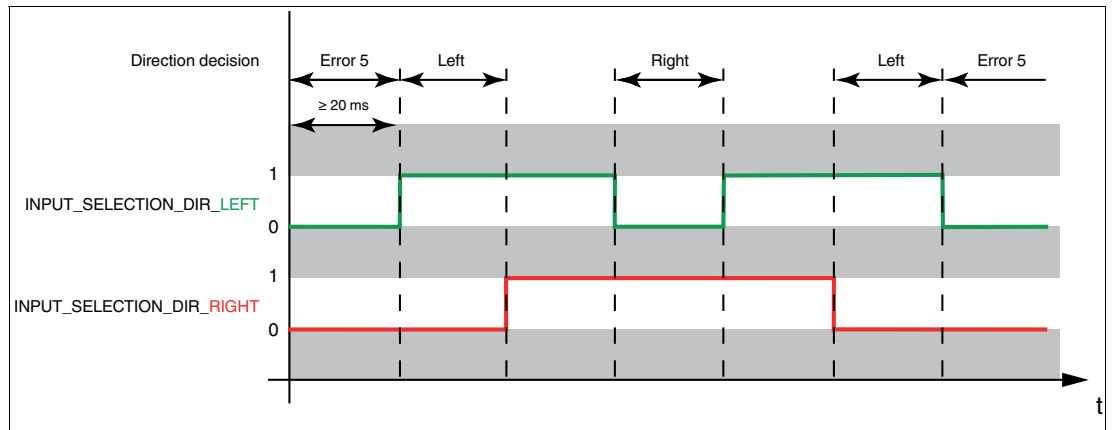 Direction decision
Error 5
Left
Right
Left
Error 5
≥ 20 ms
1
INPUT_SELECTION_DIR_LEFT
0
1
INPUT_SELECTION_DIR_RIGHT
0
t